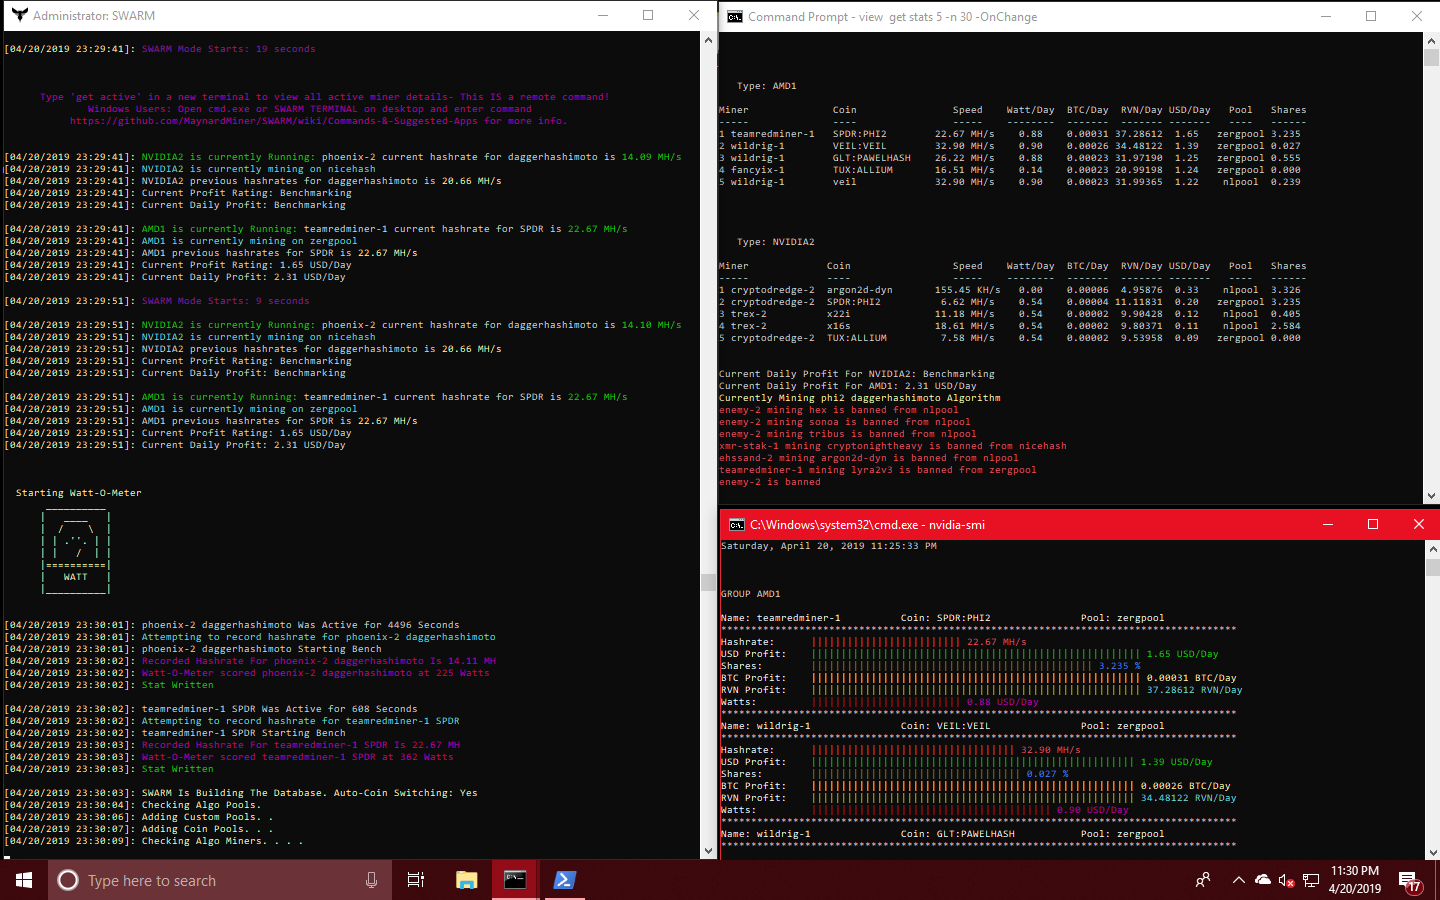 Administrator: SWARM
[04/20/2019 23:29:41]: SWARM Mode Starts: 19 seconds
Type 'get active' in a new terminal to view all active miner details- This IS a remote command!
Windows Users: Open cmd.exe or SWARM TERMINAL on desktop and enter command
https://github.com/MaynardMiner/SWARM/wiki/Commands-&-Suggested-Apps for more info.
[04/20/2019 23:29:41]: NVIDIA2 is currently Running: phoenix-2 current hashrate for daggerhashimoto is 14.09 MH/s
[04/20/2019 23:29:41]: NVIDIA2 is currently mining on nicehash
[04/20/2019 23:29:41]: NVIDIA2 previous hashrates for daggerhashimoto is 20.66 MH/s
[04/20/2019 23:29:41]: Current Profit Rating: Benchmarking
[04/20/2019 23:29:41]: Current Daily Profit: Benchmarking
[04/20/2019 23:29:41]: AMD1 is currently Running: teamredminer-1 current hashrate for SPDR is 22.67 MH/s
[04/20/2019 23:29:41]: AMD1 is currently mining on zergpool
[04/20/2019 23:29:41]: AMD1 previous hashrates for SPDR is 22.67 MH/s
[04/20/2019 23:29:41]: Current Profit Rating: 1.65 USD/Day
[04/20/2019 23:29:41]: Current Daily Profit: 2.31 USD/Day
[04/20/2019 23:29:51]: SWARM Mode Starts: 9 seconds
[04/20/2019 23:29:51]: NVIDIA2 is currently Running: phoenix-2 current hashrate for daggerhashimoto is 14.10 MH/s
[04/20/2019 23:29:51]: NVIDIA2 is currently mining on nicehash
[04/20/2019 23:29:51]: NVIDIA2 previous hashrates for daggerhashimoto is 20.66 MH/s
[04/20/2019 23:29:51]: Current Profit Rating: Benchmarking
[04/20/2019 23:29:51]: Current Daily Profit: Benchmarking
[04/20/2019 23:29:51]: AMD1 is currently Running: teamredminer-1 current hashrate for SPDR is 22.67 MH/s
[04/20/2019 23:29:51]: AMD1 is currently mining on zergpool
[04/20/2019 23:29:51]: AMD1 previous hashrates for SPDR is 22.67 MH/s
[04/20/2019 23:29:51]: Current Profit Rating: 1.65 USD/Day
[04/20/2019 23:29:51]: Current Daily Profit: 2.31 USD/Day
Starting Watt-O-Meter
WATT
[04/20/2019 23:30:01]: phoenix-2 daggerhashimoto Was Active for 4496 Seconds
[04/20/2019 23:30:01]: Attempting to record hashrate for phoenix-2 daggerhashimoto
[04/20/2019 23:30:01]: phoenix-2 daggerhashimoto Starting Bench
[04/20/2019 23:30:02]: Recorded Hashrate For phoenix-2 daggerhashimoto Is 14.11 MH
[04/20/2019 23:30:02]: Watt-O-Meter scored phoenix-2 daggerhashimoto at 225 Watts
[04/20/2019 23:30:02]: Stat Written
[04/20/2019 23:30:02]: teamredminer-1 SPDR Was Active for 608 Seconds
[04/20/2019 23:30:02]: Attempting to record hashrate for teamredminer-1 SPDR
[04/20/2019 23:30:02]: teamredminer-1 SPDR Starting Bench
[04/20/2019 23:30:03]: Recorded Hashrate For teamredminer-1 SPDR Is 22.67 MH
[04/20/2019 23:30:03]: Watt-O-Meter scored teamredminer-1 SPDR at 362 Watts
[04/20/2019 23:30:03]: Stat Written
[04/20/2019 23:30:03]: SWARM Is Building The Database. Auto-Coin Switching: Yes
[04/20/2019 23:30:04]: Checking Algo Pools.
[04/20/2019 23:30:06]: Adding Custom Pools. .
[04/20/2019 23:30:07]: Adding Coin Pools. . .
[04/20/2019 23:30:09]: Checking Algo Miners. . . .
Command Prompt - view  get stats 5 -n 30 -OnChange
Type: AMD1
Miner Coin Speed Watt/Day BTC/Day RVN/Day USD/Day Pool Shares
----- ---- ----- -------- ------- ------- ------- ---- ------
1 teamredminer-1 SPDR:PHI2 22.67 MH/s 0.88 0.00031 37.28612 1.65 zergpool 3.235
2 wildrig-1 VEIL:VEIL 32.90 MH/s 0.90 0.00026 34.48122 1.39 zergpool 0.027
3 wildrig-1 GLT:PAWELHASH 26.22 MH/s 0.88 0.00023 31.97190 1.25 zergpool 0.555
4 fancyix-1 TUX:ALLIUM 16.51 MH/s 0.14 0.00023 20.99198 1.24 zergpool 0.000
5 wildrig-1 veil 32.90 MH/s 0.90 0.00023 31.99365 1.22 nlpool 0.239
Type: NVIDIA2
Miner Coin Speed Watt/Day BTC/Day RVN/Day USD/Day Pool Shares
----- ---- ----- -------- ------- ------- ------- ---- ------
1 cryptodredge-2 argon2d-dyn 155.45 KH/s 0.00 0.00006 4.95876 0.33 nlpool 3.326
2 cryptodredge-2 SPDR:PHI2 6.62 MH/s 0.54 0.00004 11.11831 0.20 zergpool 3.235
3 trex-2 x22i 11.18 MH/s 0.54 0.00002 9.90428 0.12 nlpool 0.405
4 trex-2 x16s 18.61 MH/s 0.54 0.00002 9.80371 0.11 nlpool 2.584
5 cryptodredge-2 TUX:ALLIUM 7.58 MH/s 0.54 0.00002 9.53958 0.09 zergpool 0.000
Current Daily Profit For NVIDIA2: Benchmarking
Current Daily Profit For AMD1: 2.31 USD/Day
Currently Mining phi2 daggerhashimoto Algorithm
enemy-2 mining hex is banned from nlpool
enemy-2 mining sonoa is banned from nlpool
enemy-2 mining tribus is banned from nlpool
xmr-stak-1 mining cryptonightheavy is banned from nicehash
ehssand-2 mining argon2d-dyn is banned from nlpool
teamredminer-1 mining lyra2v3 is banned from zergpool
enemy-2 is banned
C:\Windows\system32\cmd.exe - nvidia-smi
Saturday, April 20, 2019 11:25:33 PM
GROUP AMD1
Name: teamredminer-1 Coin: SPDR:PHI2 Pool: zergpool
Hashrate: 22.67 MH/s
USD Profit: 1.65 USD/Day
Shares: 3.235 %
BTC Profit: 0.00031 BTC/Day
RVN Profit: 37.28612 RVN/Day
Watts: 0.88 USD/Day
Name: wildrig-1 Coin: VEIL:VEIL Pool: zergpool
Hashrate: 32.90 MH/s
USD Profit: 1.39 USD/Day
Shares: 0.027 %
BTC Profit: 0.00026 BTC/Day
RVN Profit: 34.48122 RVN/Day
Watts: 0.90 USD/Day
Name: wildrig-1 Coin: GLT:PAWELHASH Pool: zergpool
Type here to search
11:30 PM
4/20/2019
17